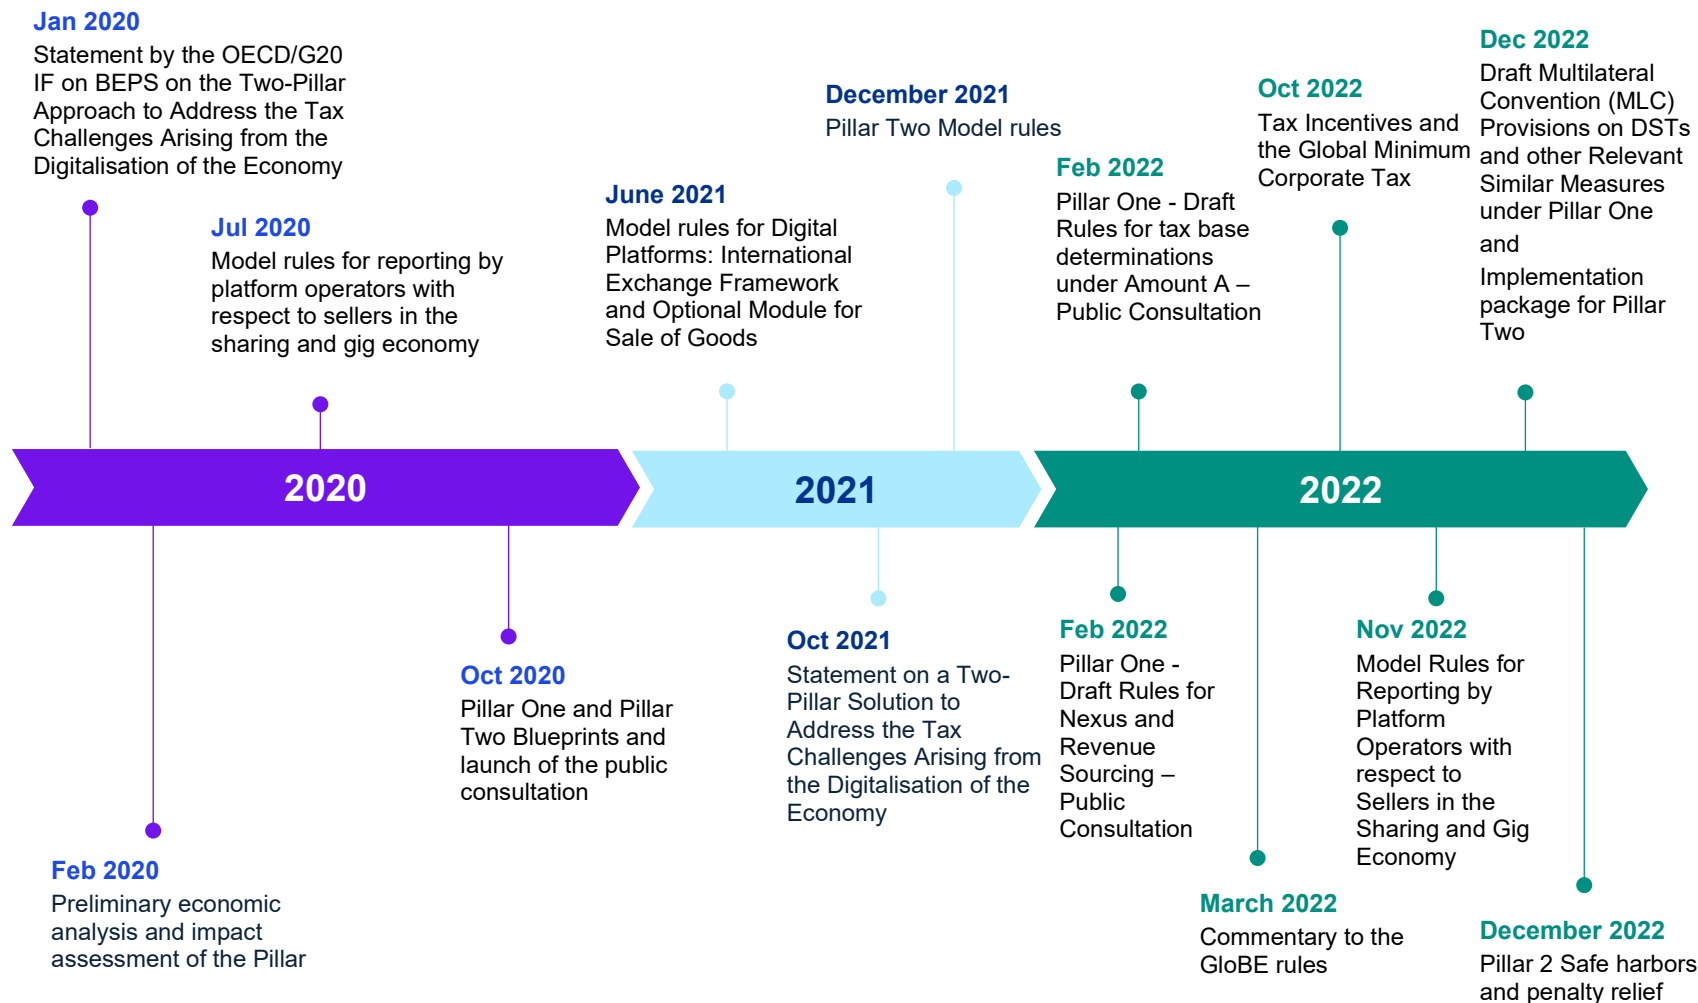 Jan 2020
Statement by the OECD/G20
IF on BEPS on the Two-Pillar
Approach to Address the Tax
Challenges Arising from the
Digitalisation of the Economy
Jul 2020
Model rules for reporting by
platform operators with
respect to sellers in the
sharing and gig economy
June 2021
Model rules for Digital
Platforms: International
Exchange Framework
and Optional Module for
Sale of Goods
December 2021
Pillar Two Model rules
Feb 2022
Pillar One - Draft
Rules for tax base
determinations
under Amount A –
Public Consultation
Oct 2022
Tax Incentives and
the Global Minimum
Corporate Tax
Dec 2022
Draft Multilateral
Convention (MLC)
Provisions on DSTs
and other Relevant
Similar Measures
under Pillar One
and
Implementation
package for Pillar
Two
2020
2021
2022
Feb 2020
Preliminary economic
analysis and impact
assessment of the Pillar
Oct 2020
Pillar One and Pillar
Two Blueprints and
launch of the public
consultation
Oct 2021
Statement on a Two-
Pillar Solution to
Address the Tax
Challenges Arising from
the Digitalisation of the
Economy
Feb 2022
Pillar One -
Draft Rules for
Nexus and
Revenue
Sourcing –
Public
Consultation
March 2022
Commentary to the
GloBE rules
Nov 2022
Model Rules for
Reporting by
Platform
Operators with
respect to
Sellers in the
Sharing and Gig
Economy
December 2022
Pillar 2 Safe harbors
and penalty relief